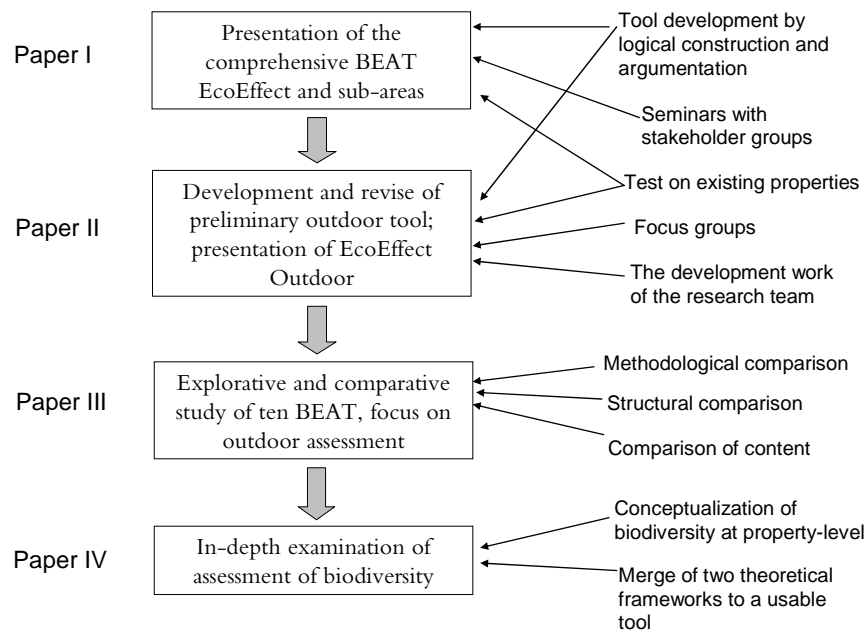 Paper I
Presentation of the
comprehensive BEAT
EcoEffect and sub-areas
Tool development by
logical construction and
argumentation
Seminars with
stakeholder groups
Test on existing properties
Paper II
Development and revise of
preliminary outdoor tool;
presentation of EcoEffect
Outdoor
Focus groups
The development work
of the research team
Paper III
Explorative and comparative
study of ten BEAT, focus on
outdoor assessment
Methodological comparison
Structural comparison
Comparison of content
Paper IV
In-depth examination of
assessment of biodiversity
Conceptualization of
biodiversity at property-level
Merge of two theoretical
frameworks to a usable
tool